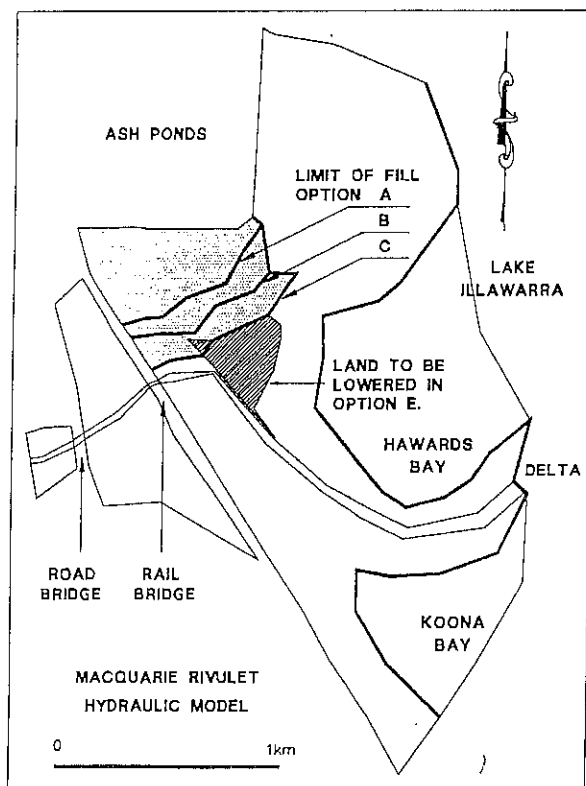 ASH PONDS
LIMIT OF FILL
OPTION A
B
C
LAKE
ILLAWARRA
LAND TO BE
LOWERED IN
OPTION E.
HAWARDS
BAY
DELTA
ROAD
BRIDGE
RAIL
BRIDGE
KOONA
BAY
MACQUARIE RIVULET
HYDRAULIC MODEL
0
1km